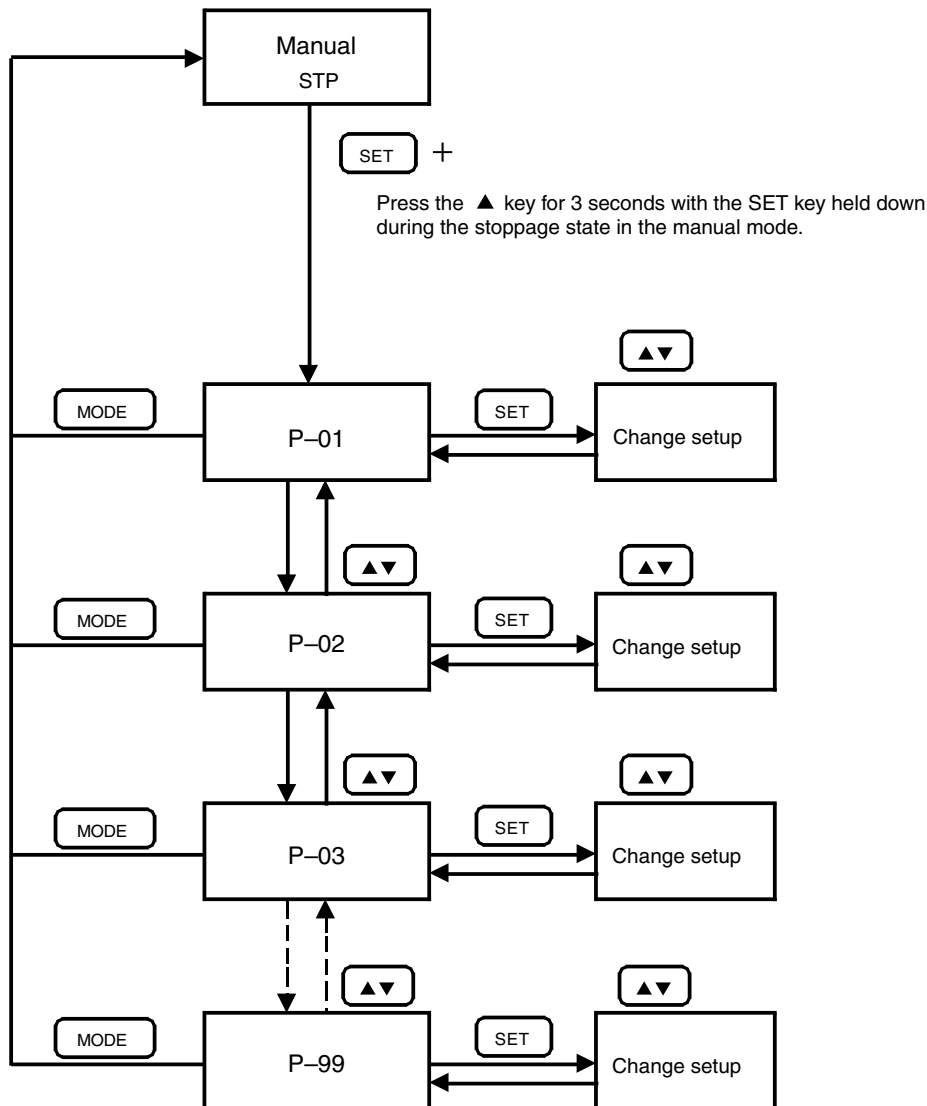 Manual
STP
SET +
Press the ▲ key for 3 seconds with the SET key held down
during the stoppage state in the manual mode.
▲▼
MODE
P–01
SET
Change setup
▲▼
▲▼
MODE
P–02
SET
Change setup
▲▼
▲▼
MODE
P–03
SET
Change setup
▲▼
▲▼
MODE
P–99
SET
Change setup